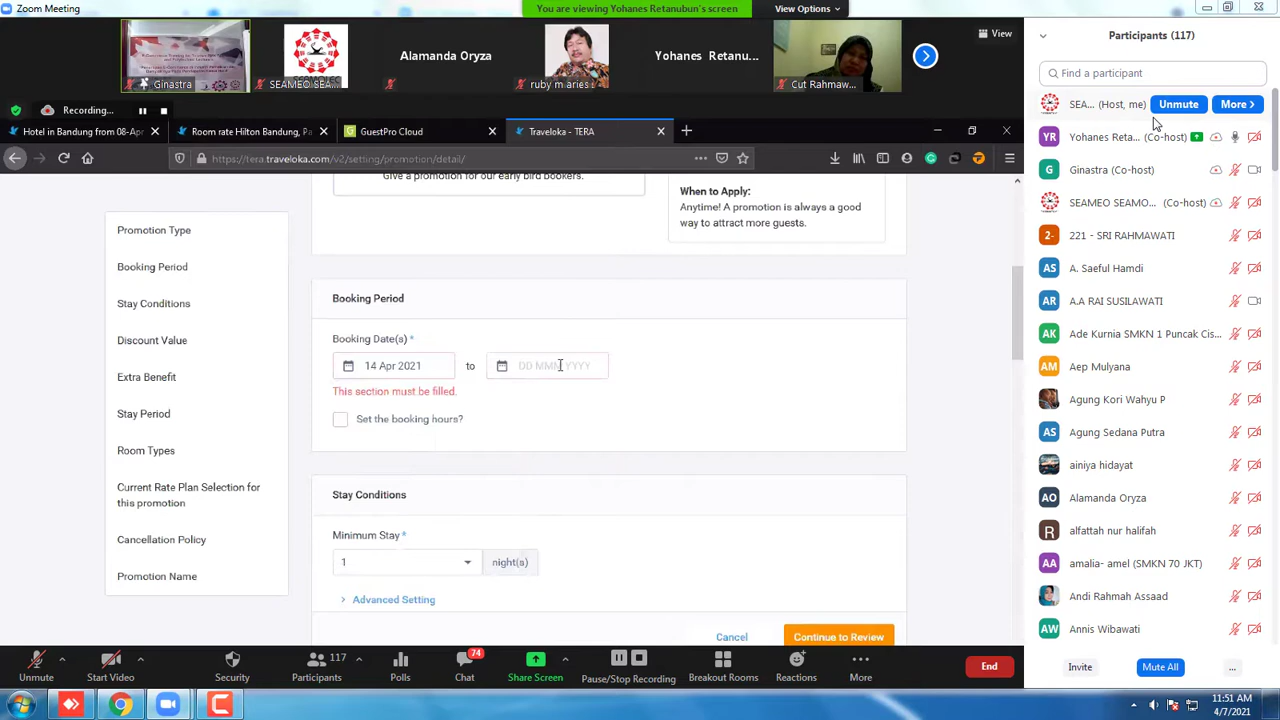 Zoom Meeting
You are viewing Yohanes Retanubun's screen
View Options
Ginastra
SEAMEO SEA...
Alamanda Oryza
ruby m aries
Yohanes Retanu...
Cut Rahmaw...
View
Recording...
Hotel in Bandung from 08-Apr
Room rate Hilton Bandung, Pa
GuestPro Cloud
Traveloka - TERA
https://tera.traveloka.com/v2/setting/promotion/detail/
Give a promotion for our early bird bookers.
When to Apply:
Anytime! A promotion is always a good
way to attract more guests.
Promotion Type
Booking Period
Stay Conditions
Discount Value
Extra Benefit
Stay Period
Room Types
Current Rate Plan Selection for
this promotion
Cancellation Policy
Promotion Name
Booking Period
Booking Date(s) *
14 Apr 2021
to
DD MMM YYYY
This section must be filled.
Set the booking hours?
Stay Conditions
Minimum Stay *
1
night(s)
Advanced Setting
Cancel
Continue to Review
Participants (117)
Find a participant
SEA... (Host, me)
Unmute
More
YR
Yohanes Reta... (Co-host)
G
Ginastra (Co-host)
SEAMEO SEAMO... (Co-host)
2-
221 - SRI RAHMAWATI
AS
A. Saeful Hamdi
AR
A.A RAI SUSILAWATI
AK
Ade Kurnia SMKN 1 Puncak Cis...
AM
Aep Mulyana
Agung Kori Wahyu P
AS
Agung Sedana Putra
ainiya hidayat
AO
Alamanda Oryza
alfattah nur halifah
AA
amalia- amel (SMKN 70 JKT)
Andi Rahmah Assaad
AW
Annis Wibawati
Invite
Mute All
...
Unmute
Start Video
Security
117
Participants
Polls
74
Chat
Share Screen
Pause/Stop Recording
Breakout Rooms
Reactions
More
End
11:51 AM
4/7/2021